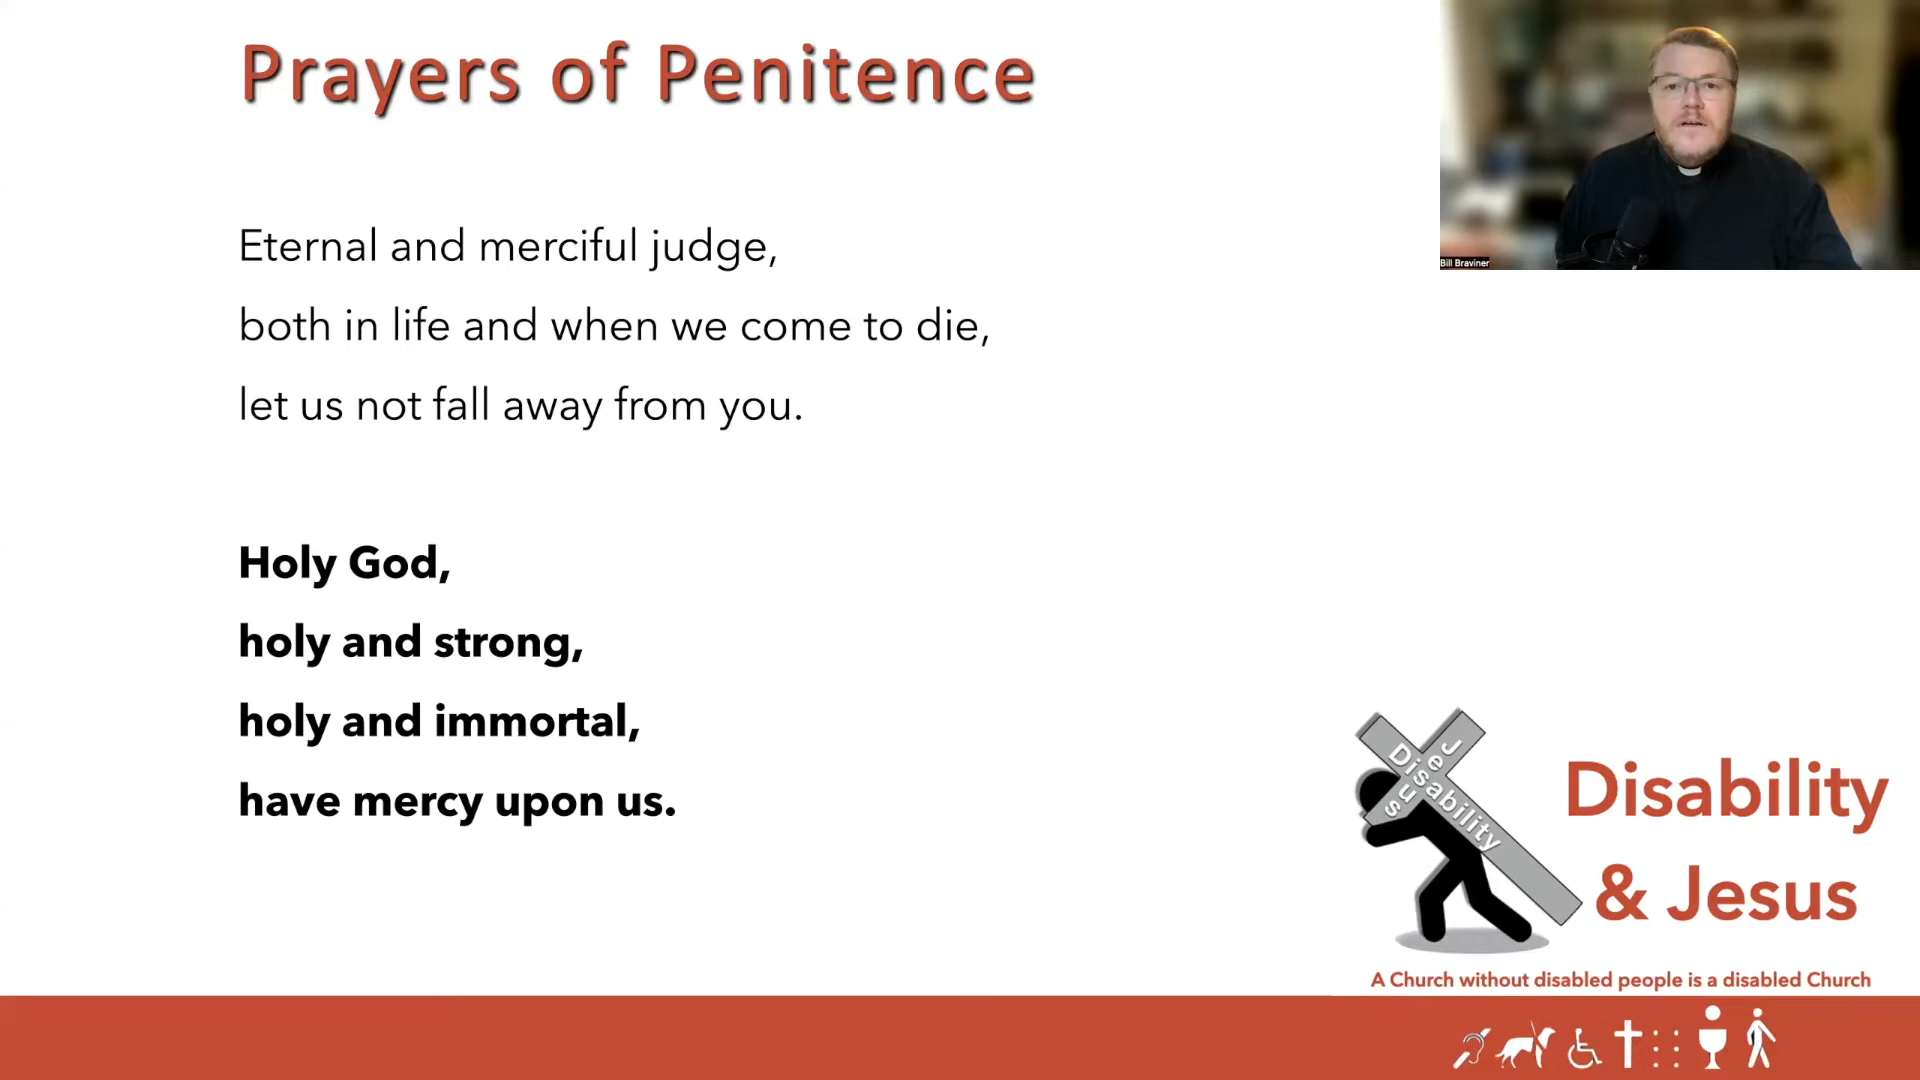 Prayers of Penitence
Bill Braviner
Eternal and merciful judge,
both in life and when we come to die,
let us not fall away from you.
Holy God,
holy and strong,
holy and immortal,
have mercy upon us.
Jesus
Disability
Disability
& Jesus
A Church without disabled people is a disabled Church